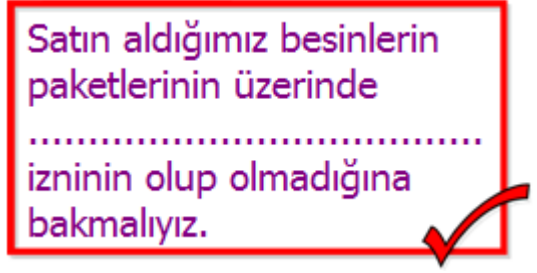 Satın aldığımız besinlerin
paketlerinin üzerinde
......................................
izninin olup olmadığına
bakmalıyız.